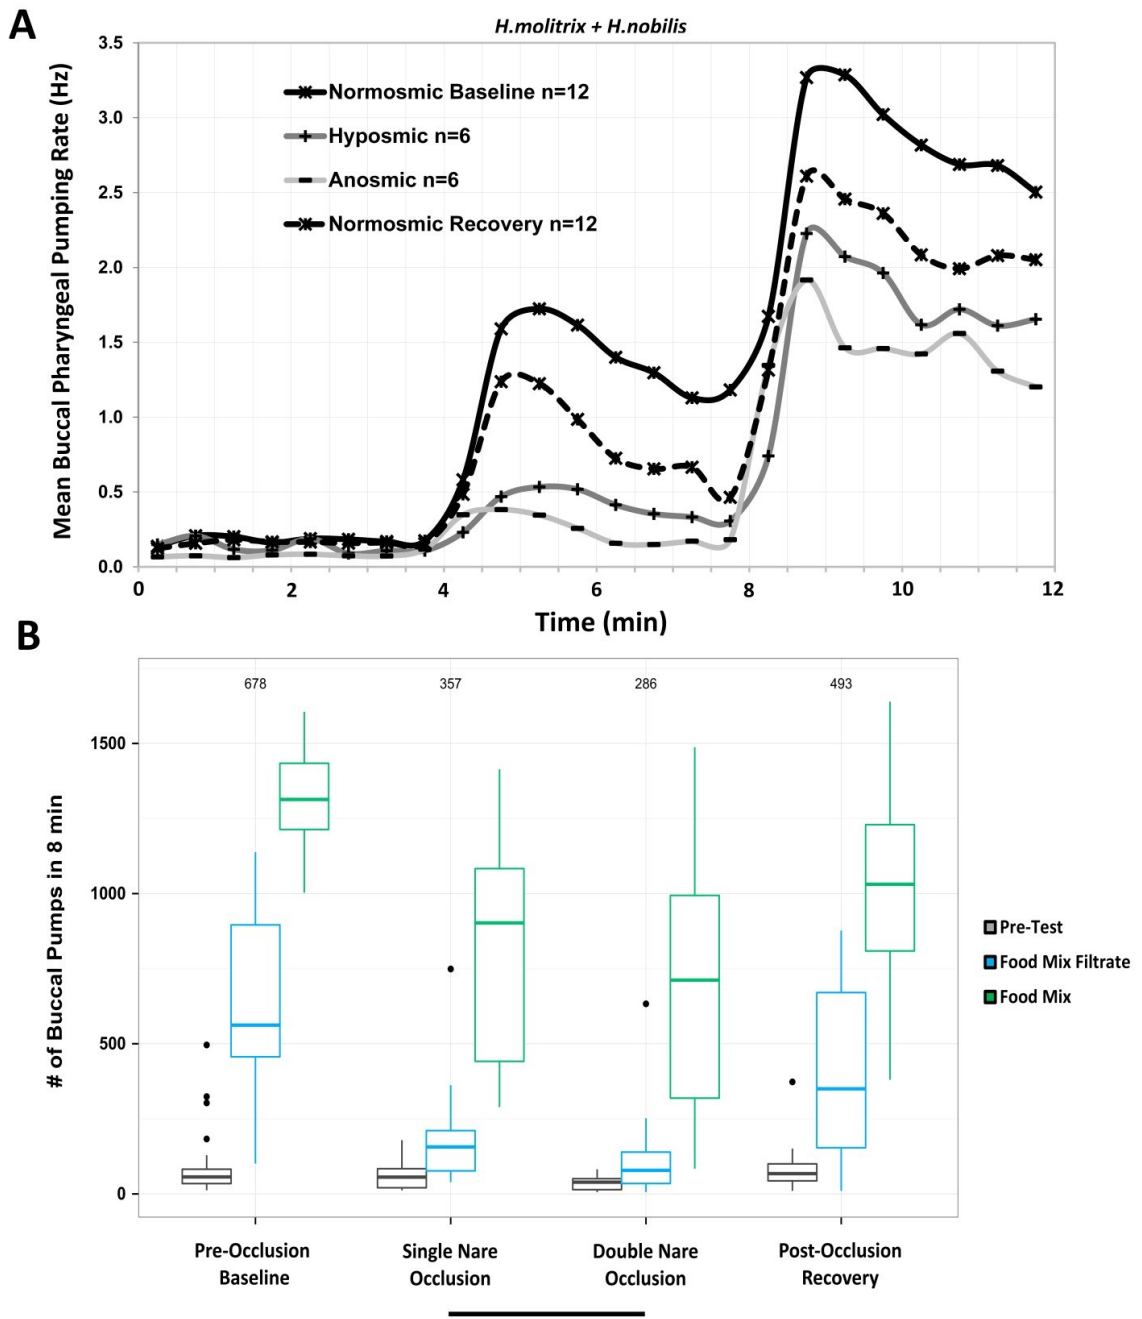 A
H.molitrix + H.nobilis
Mean Buccal Pharyngeal Pumping Rate (Hz)
3.5
3.0
2.5
2.0
1.5
1.0
0.5
0.0
Normosmic Baseline n=12
Hyposmic n=6
Anosmic n=6
Normosmic Recovery n=12
0 2 4 6 8 10 12
Time (min)
B
# of Buccal Pumps in 8 min
678 357 286 493
1500
1000
500
0
Pre-Test
Food Mix Filtrate
Food Mix
Pre-Occlusion
Baseline
Single Nare
Occlusion
Double Nare
Occlusion
Post-Occlusion
Recovery